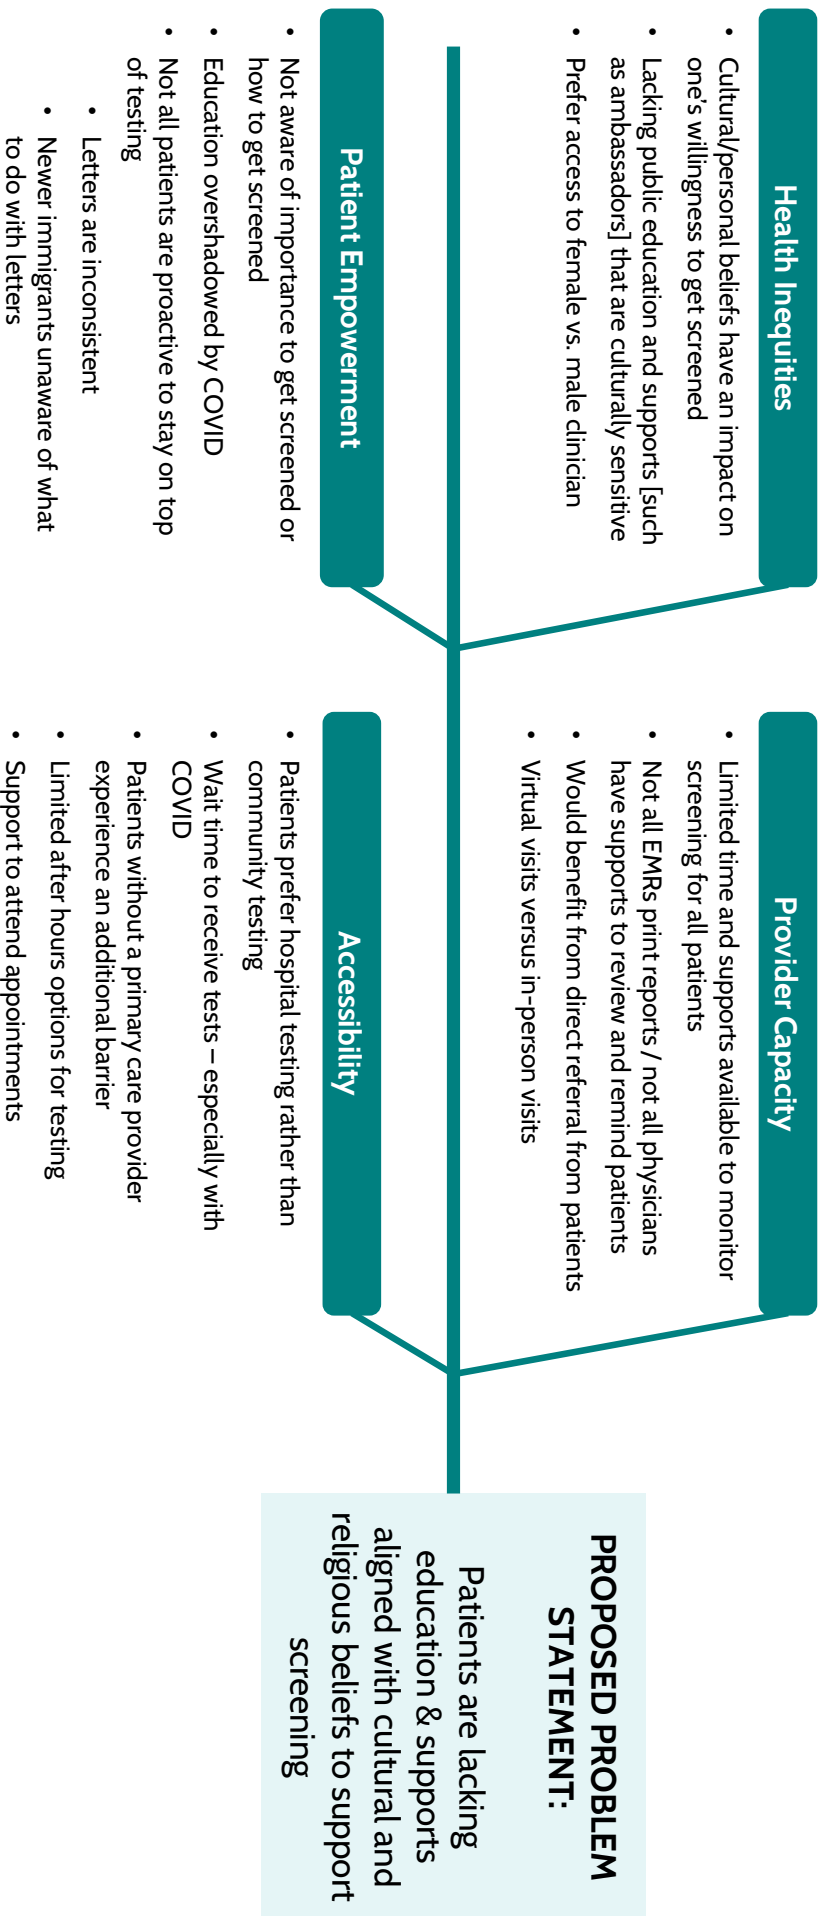 Health Inequities
• Cultural/personal beliefs have an impact on
one's willingness to get screened
• Lacking public education and supports [such
as ambassadors] that are culturally sensitive
• Prefer access to female vs. male clinician
Provider Capacity
• Limited time and supports available to monitor
screening for all patients
• Not all EMRs print reports / not all physicians
have supports to review and remind patients
• Would benefit from direct referral from patients
• Virtual visits versus in-person visits
Patient Empowerment
• Not aware of importance to get screened or
how to get screened
• Education overshadowed by COVID
• Not all patients are proactive to stay on top
of testing
• Letters are inconsistent
• Newer immigrants unaware of what
to do with letters
Accessibility
• Patients prefer hospital testing rather than
community testing
• Wait time to receive tests – especially with
COVID
• Patients without a primary care provider
experience an additional barrier
• Limited after hours options for testing
• Support to attend appointments
PROPOSED PROBLEM
STATEMENT:
Patients are lacking
education & supports
aligned with cultural and
religious beliefs to support
screening